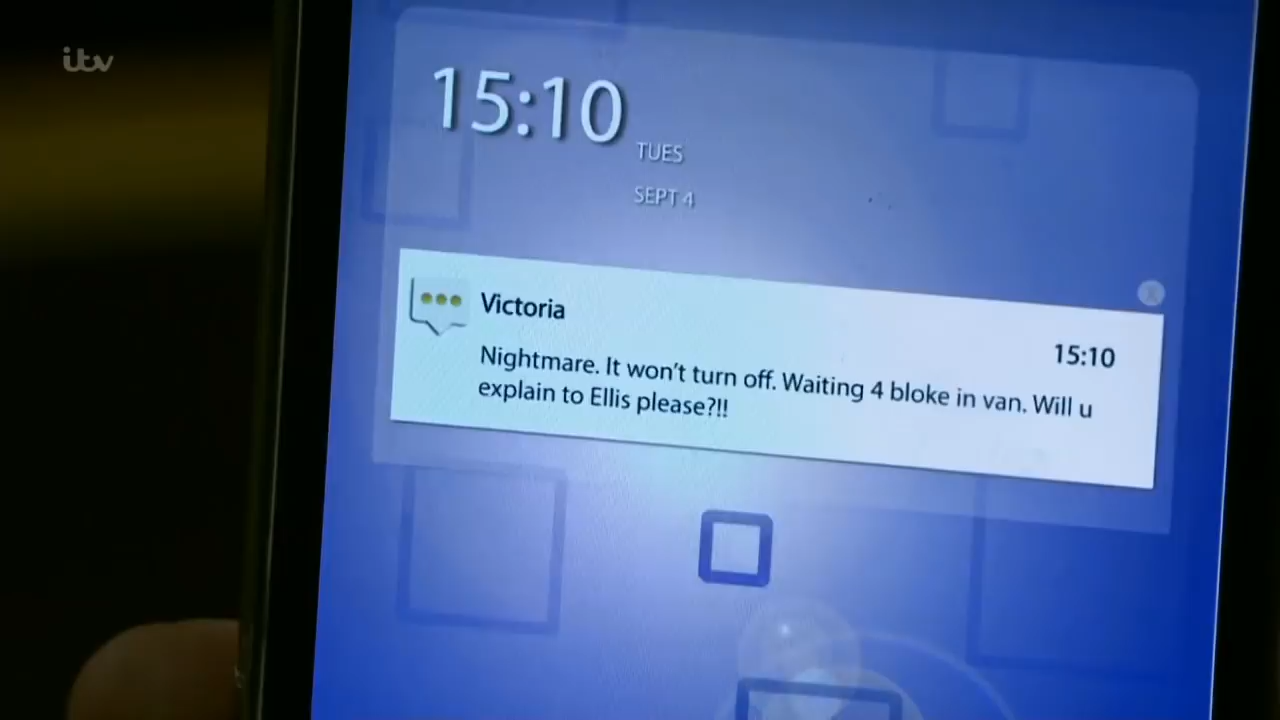 itv
15:10
TUES
SEPT 4
Victoria
15:10
Nightmare. It won't turn off. Waiting 4 bloke in van. Will u
explain to Ellis please?!!